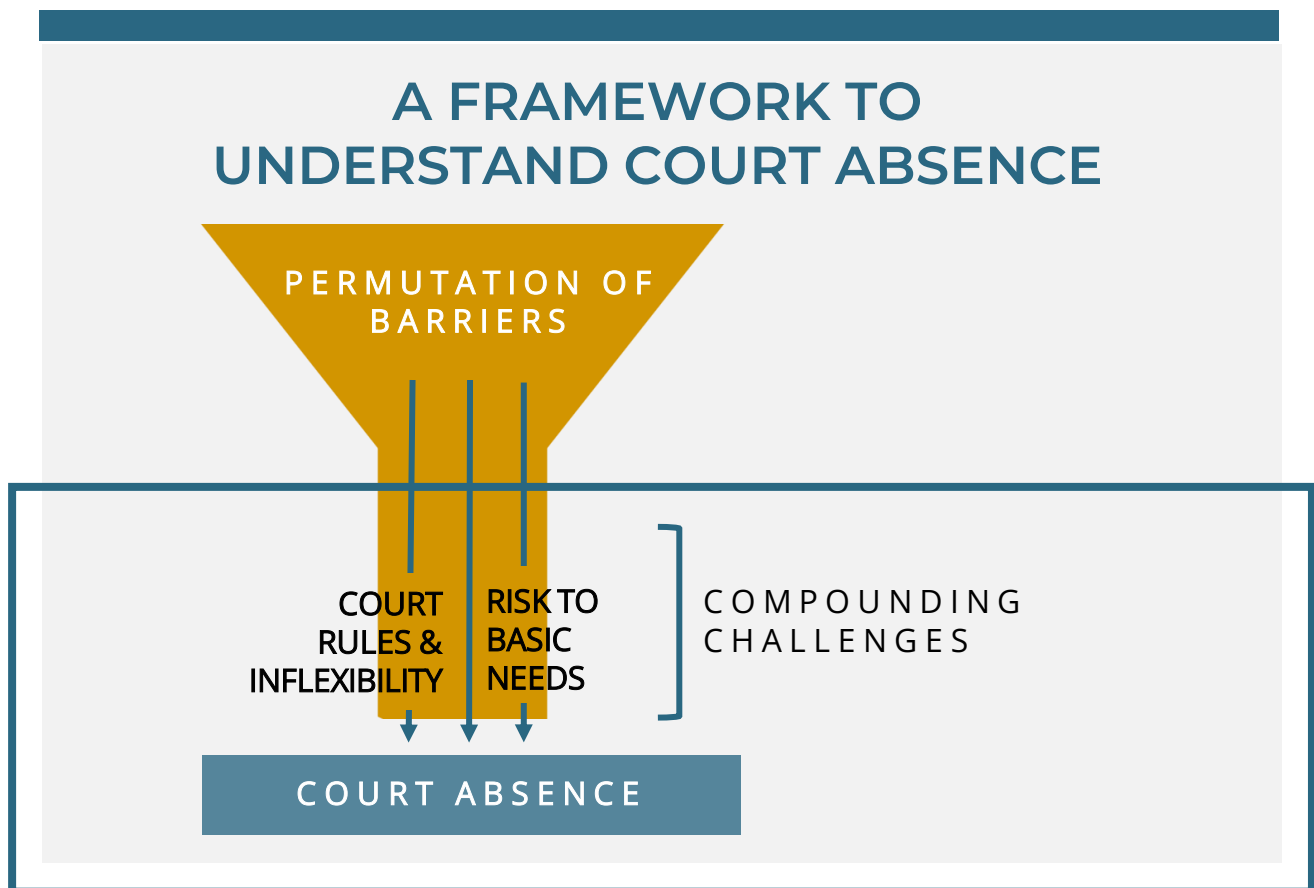 A FRAMEWORK TO
UNDERSTAND COURT ABSENCE
PERMUTATION OF
BARRIERS
COURT
RULES &
INFLEXIBILITY
RISK TO
BASIC
NEEDS
COMPOUNDING
CHALLENGES
COURT ABSENCE